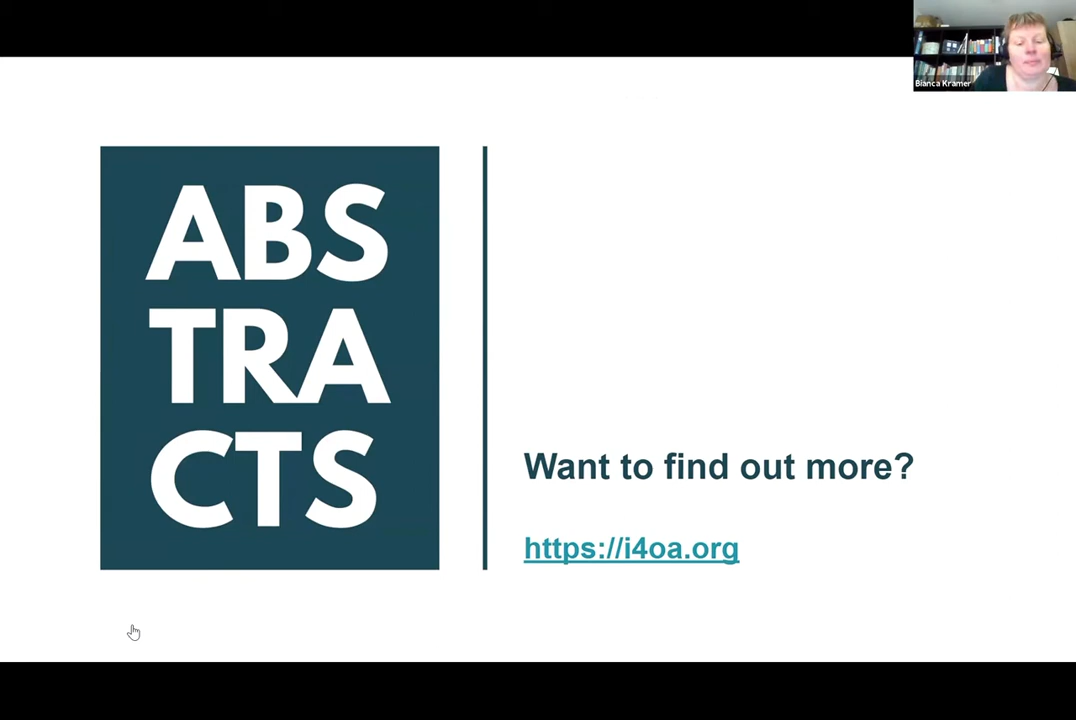 Bianca Kramer
ABS
TRA
CTS
Want to find out more?
https://i4oa.org